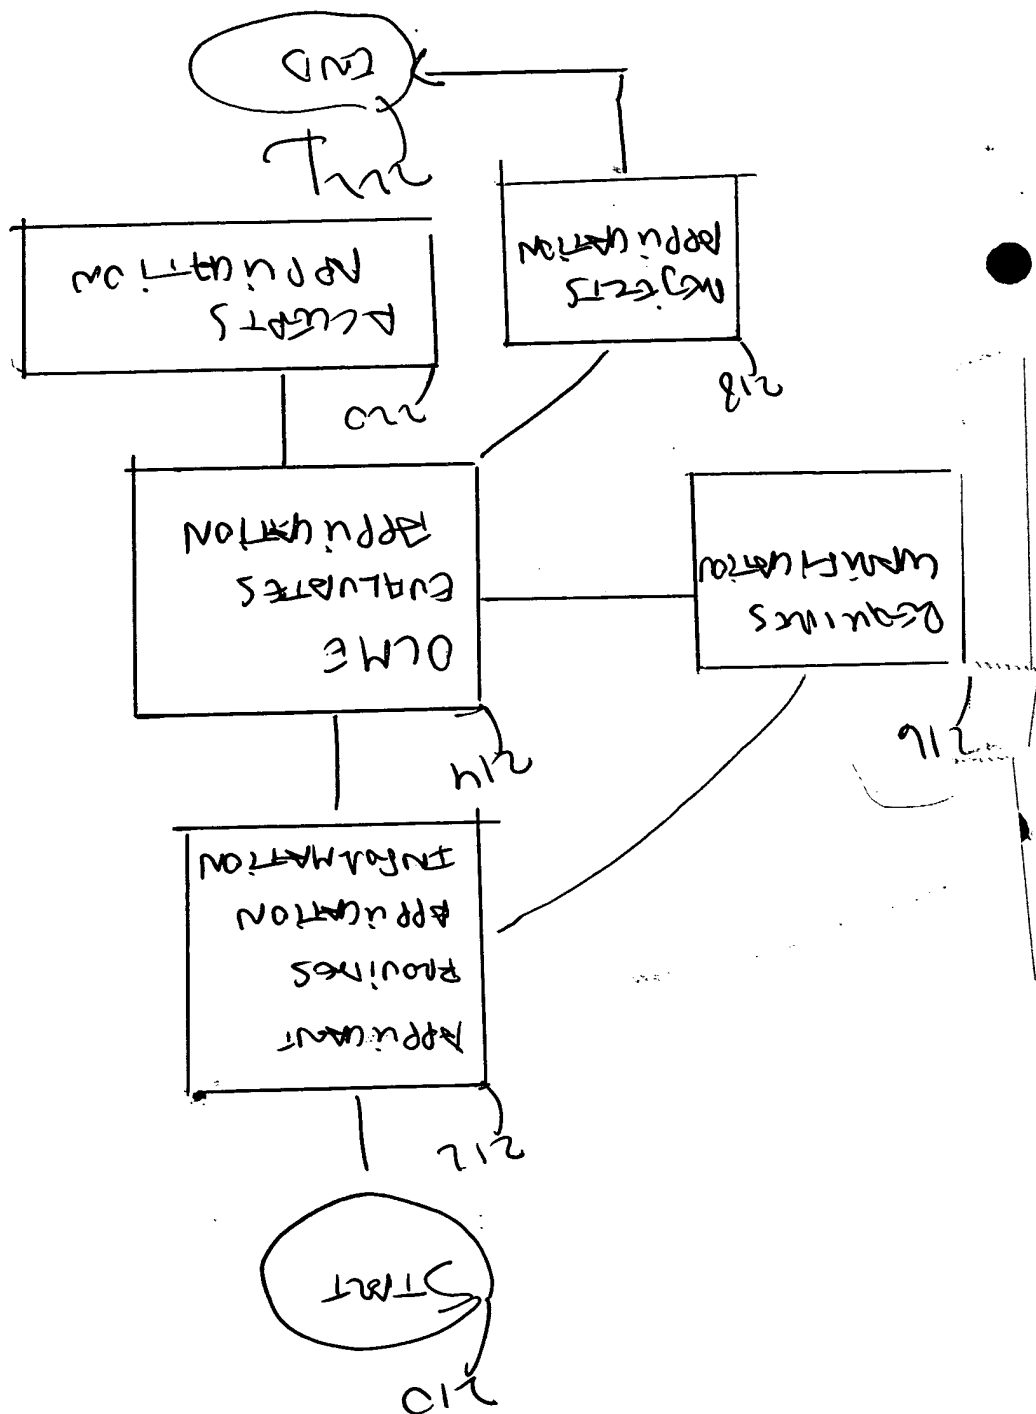 210
START
212
APPLICANT
PROVIDES
APPLICATION
INFORMATION
214
OCME
EVALUATES
APPLICATION
216
REQUIRES
CLARIFICATION
218
REJECTS
APPLICATION
220
ACCEPTS
APPLICATION
222
END